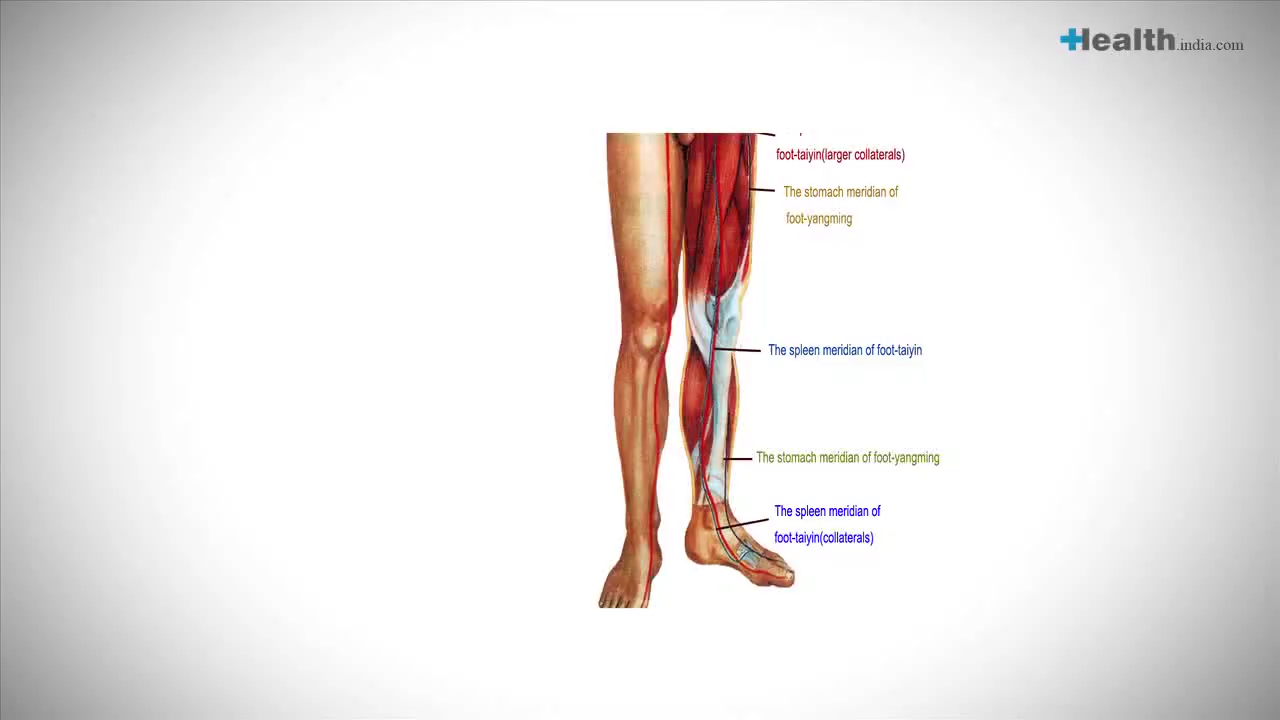 Health.india.com
foot-taiyin(larger collaterals)
The stomach meridian of
foot-yangming
The spleen meridian of foot-taiyin
The stomach meridian of foot-yangming
The spleen meridian of
foot-taiyin(collaterals)